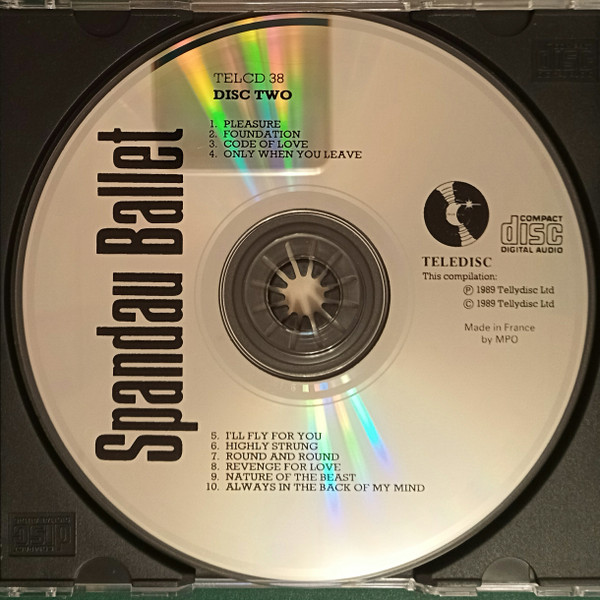 TELCD 38
DISC TWO
1. PLEASURE
2. FOUNDATION
3. CODE OF LOVE
4. ONLY WHEN YOU LEAVE
Spandau Ballet
TELEDISC
COMPACT
disc
DIGITAL AUDIO
This compilation:
Ⓟ 1989 Tellydisc Ltd
© 1989 Tellydisc Ltd
Made in France
by MPO
5. I'LL FLY FOR YOU
6. HIGHLY STRUNG
7. ROUND AND ROUND
8. REVENGE FOR LOVE
9. NATURE OF THE BEAST
10. ALWAYS IN THE BACK OF MY MIND